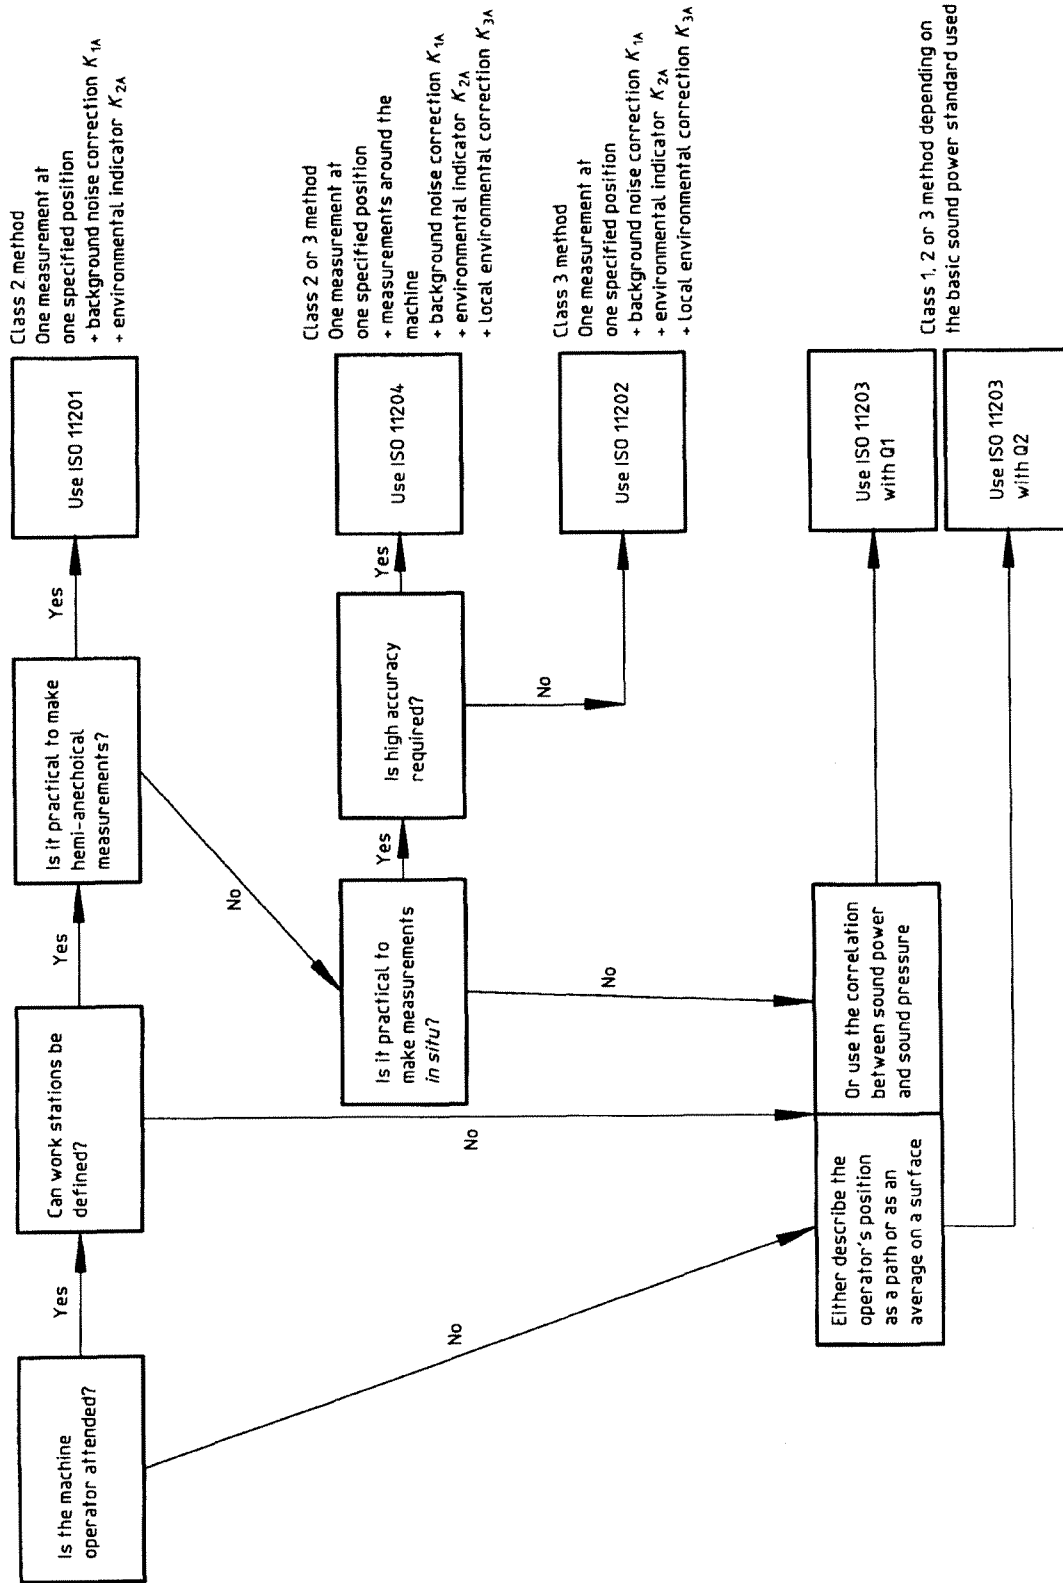 Is the machine
operator attended?
Yes
No
Can work stations be
defined?
Yes
No
Is it practical to make
hemi-anechoical
measurements?
Yes
No
Use ISO 11201
Class 2 method
One measurement at
one specified position
+ background noise correction K1A
+ environmental indicator K2A
Is it practical to
make measurements
in situ?
Yes
No
Is high accuracy
required?
Yes
No
Use ISO 11204
Class 2 or 3 method
One measurement at
one specified position
+ measurements around the
machine
+ background noise correction K1A
+ environmental indicator K2A
+ Local environmental correction K3A
Use ISO 11202
Class 3 method
One measurement at
one specified position
+ background noise correction K1A
+ environmental indicator K2A
+ Local environmental correction K3A
Either describe the
operator's position
as a path or as an
average on a surface
Or use the correlation
between sound power
and sound pressure
Use ISO 11203
with Q1
Use ISO 11203
with Q2
Class 1, 2 or 3 method depending on
the basic sound power standard used